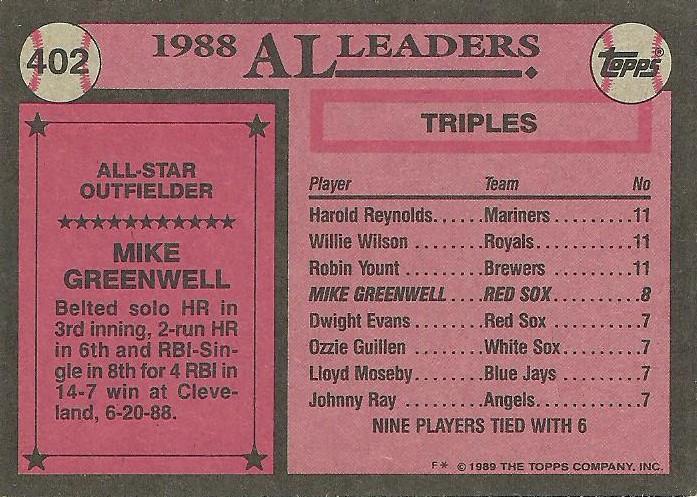 402
1988 AL LEADERS
TOPPS®
ALL-STAR
OUTFIELDER
MIKE
GREENWELL
Belted solo HR in
3rd inning, 2-run HR
in 6th and RBI-Sin-
gle in 8th for 4 RBI in
14-7 win at Cleve-
land, 6-20-88.
TRIPLES
Player Team No
Harold Reynolds......Mariners..........11
Willie Wilson .........Royals............11
Robin Yount ..........Brewers..........11
MIKE GREENWELL....RED SOX............8
Dwight Evans.........Red Sox ..........7
Ozzie Guillen .........White Sox.........7
Lloyd Moseby.........Blue Jays .........7
Johnny Ray ..........Angels............7
NINE PLAYERS TIED WITH 6
F* © 1989 THE TOPPS COMPANY, INC.